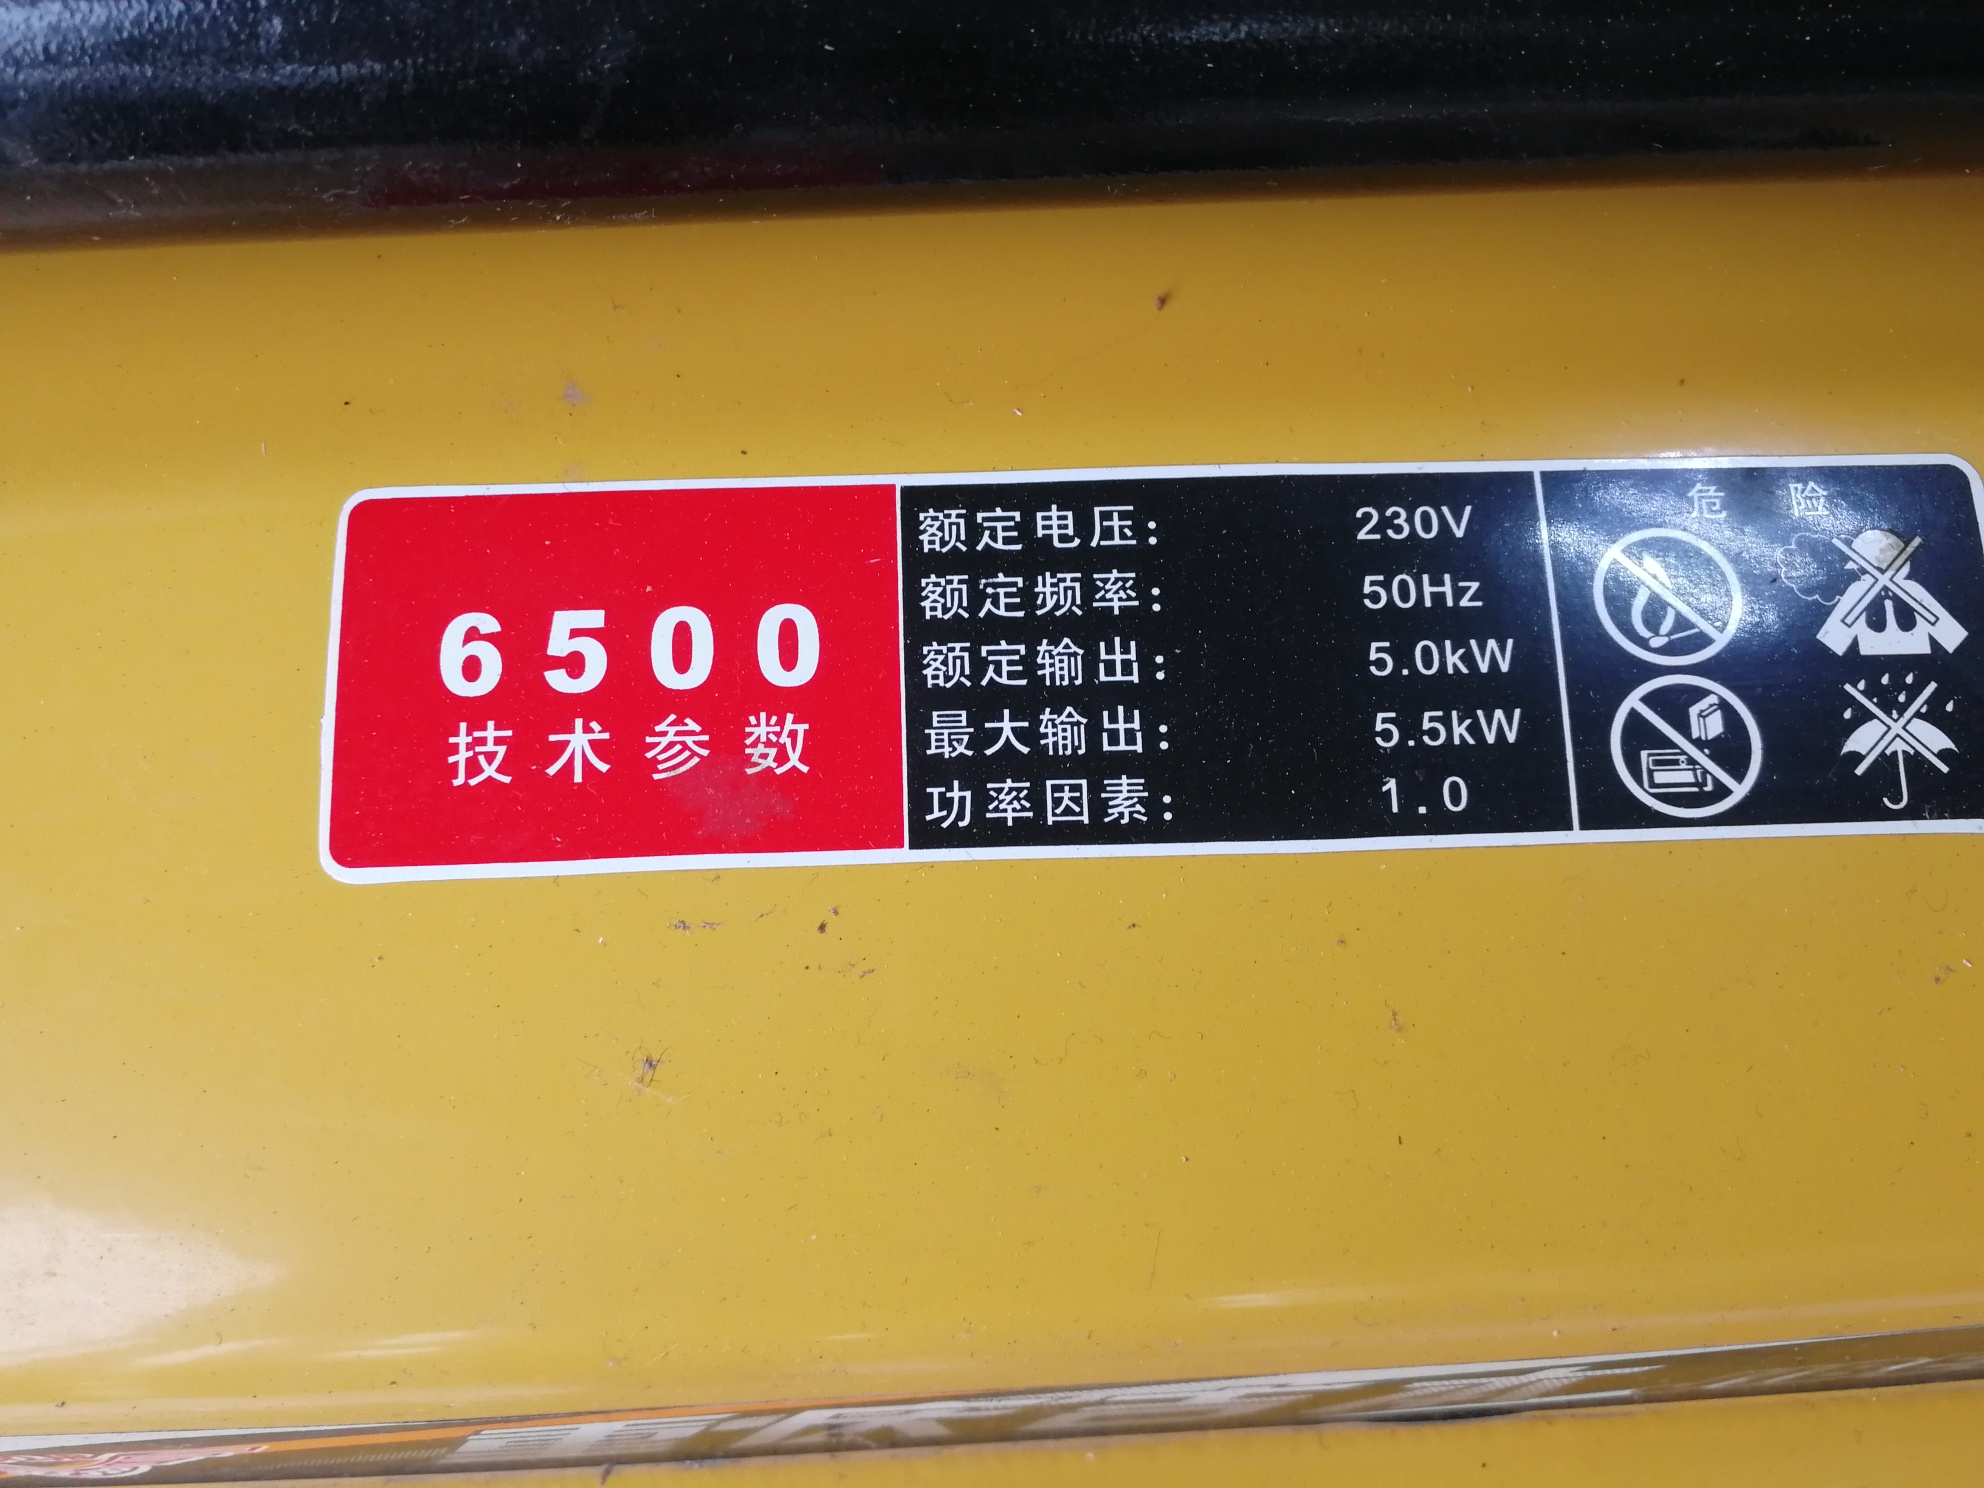 6500
技术参数
额定电压: 230V
额定频率: 50Hz
额定输出: 5.0kW
最大输出: 5.5kW
功率因素: 1.0
危险